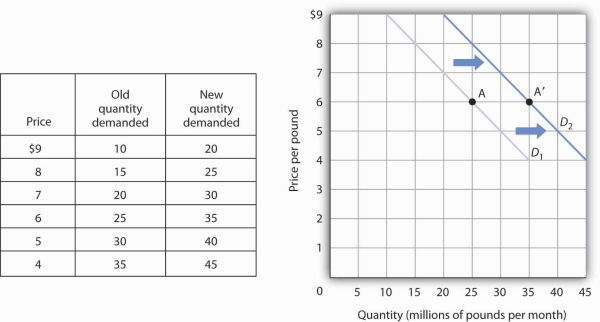 Price
Old quantity demanded
New quantity demanded
$9 10 20
8 15 25
7 20 30
6 25 35
5 30 40
4 35 45
Price per pound
$9
8
7
6
5
4
3
2
1
0 5 10 15 20 25 30 35 40 45
A
A′
D₂
D₁
Quantity (millions of pounds per month)